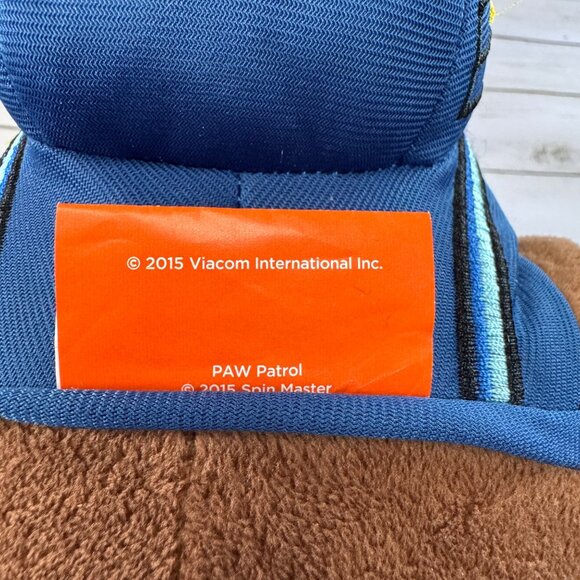 © 2015 Viacom International Inc.
PAW Patrol
© 2015 Spin Master